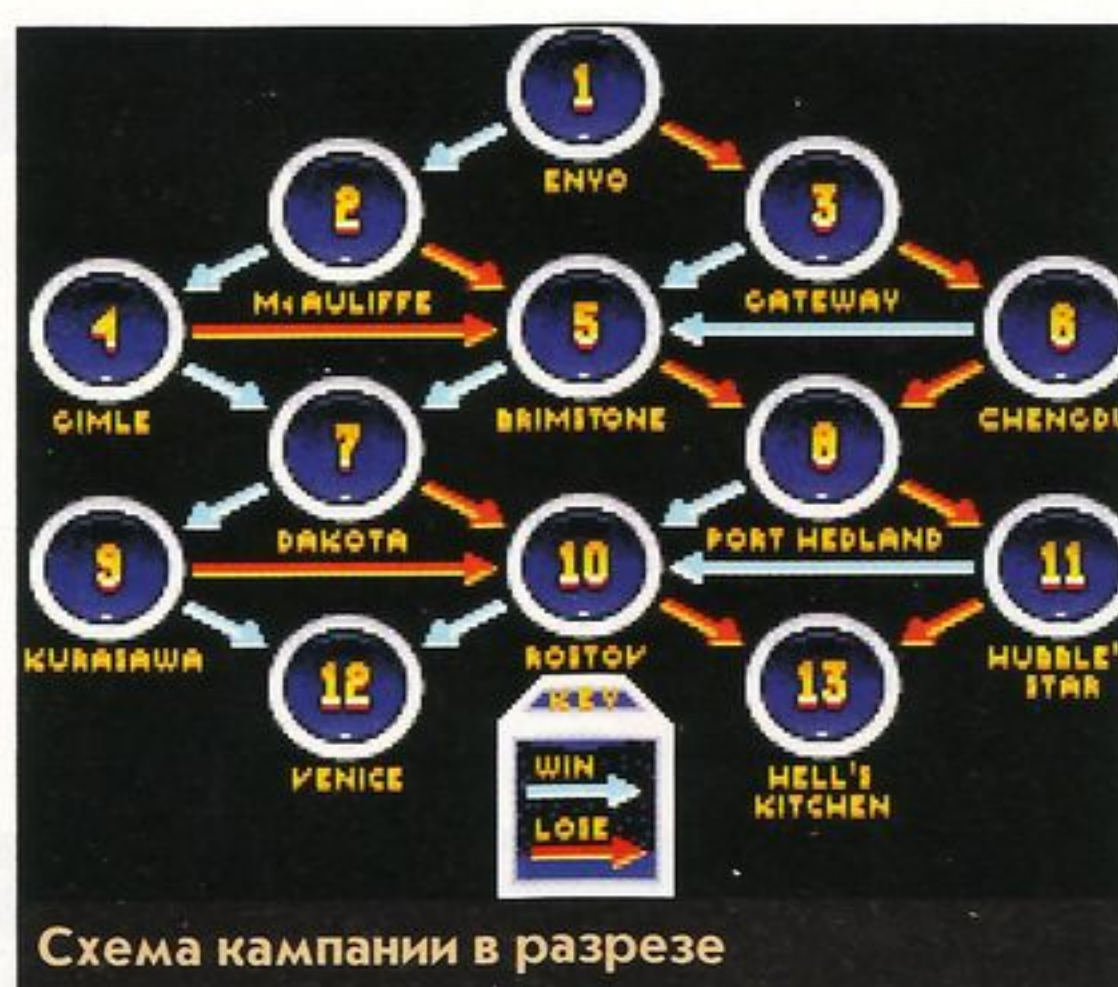 1
ENYO
2
3
McAULIFFE
GATEWAY
4
5
6
GIMLE
BRIMSTONE
CHENGDU
7
8
DAKOTA
PORT HEDLAND
9
10
11
KURASAWA
ROSTOV
HUBBLE'
STAR
12
13
VENICE
HELL'S
KITCHEN
KEY
WIN
LOSE
Схема кампании в разрезе